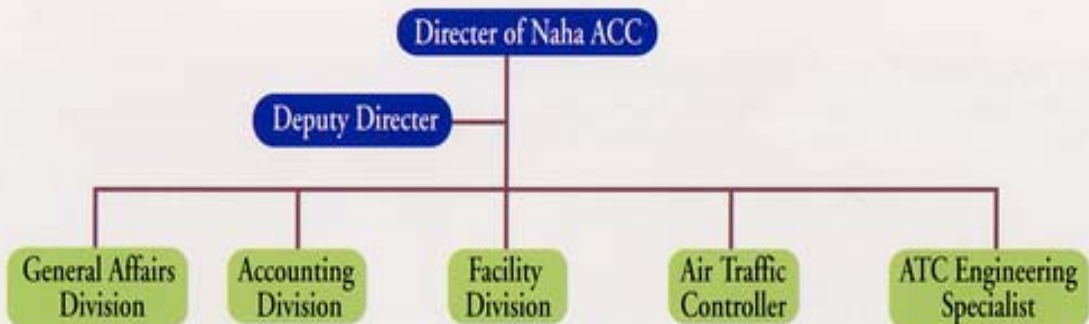 Directer of Naha ACC
Deputy Directer
General Affairs
Division
Accounting
Division
Facility
Division
Air Traffic
Controller
ATC Engineering
Specialist